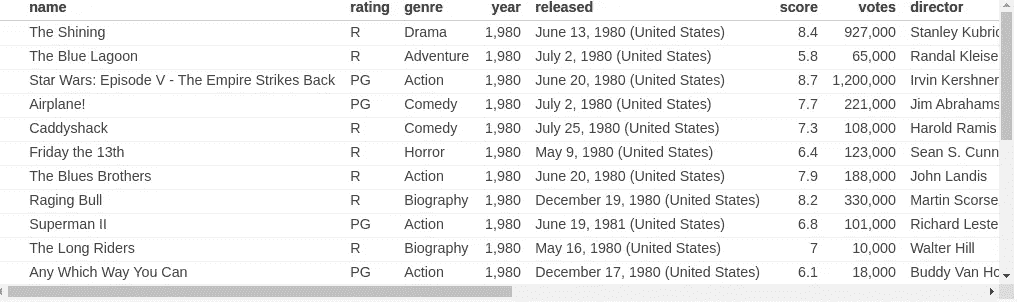 name rating genre year released score votes director
The Shining R Drama 1,980 June 13, 1980 (United States) 8.4 927,000 Stanley Kubric
The Blue Lagoon R Adventure 1,980 July 2, 1980 (United States) 5.8 65,000 Randal Kleise
Star Wars: Episode V - The Empire Strikes Back PG Action 1,980 June 20, 1980 (United States) 8.7 1,200,000 Irvin Kershner
Airplane! PG Comedy 1,980 July 2, 1980 (United States) 7.7 221,000 Jim Abrahams
Caddyshack R Comedy 1,980 July 25, 1980 (United States) 7.3 108,000 Harold Ramis
Friday the 13th R Horror 1,980 May 9, 1980 (United States) 6.4 123,000 Sean S. Cunn
The Blues Brothers R Action 1,980 June 20, 1980 (United States) 7.9 188,000 John Landis
Raging Bull R Biography 1,980 December 19, 1980 (United States) 8.2 330,000 Martin Scorse
Superman II PG Action 1,980 June 19, 1981 (United States) 6.8 101,000 Richard Leste
The Long Riders R Biography 1,980 May 16, 1980 (United States) 7 10,000 Walter Hill
Any Which Way You Can PG Action 1,980 December 17, 1980 (United States) 6.1 18,000 Buddy Van Ho